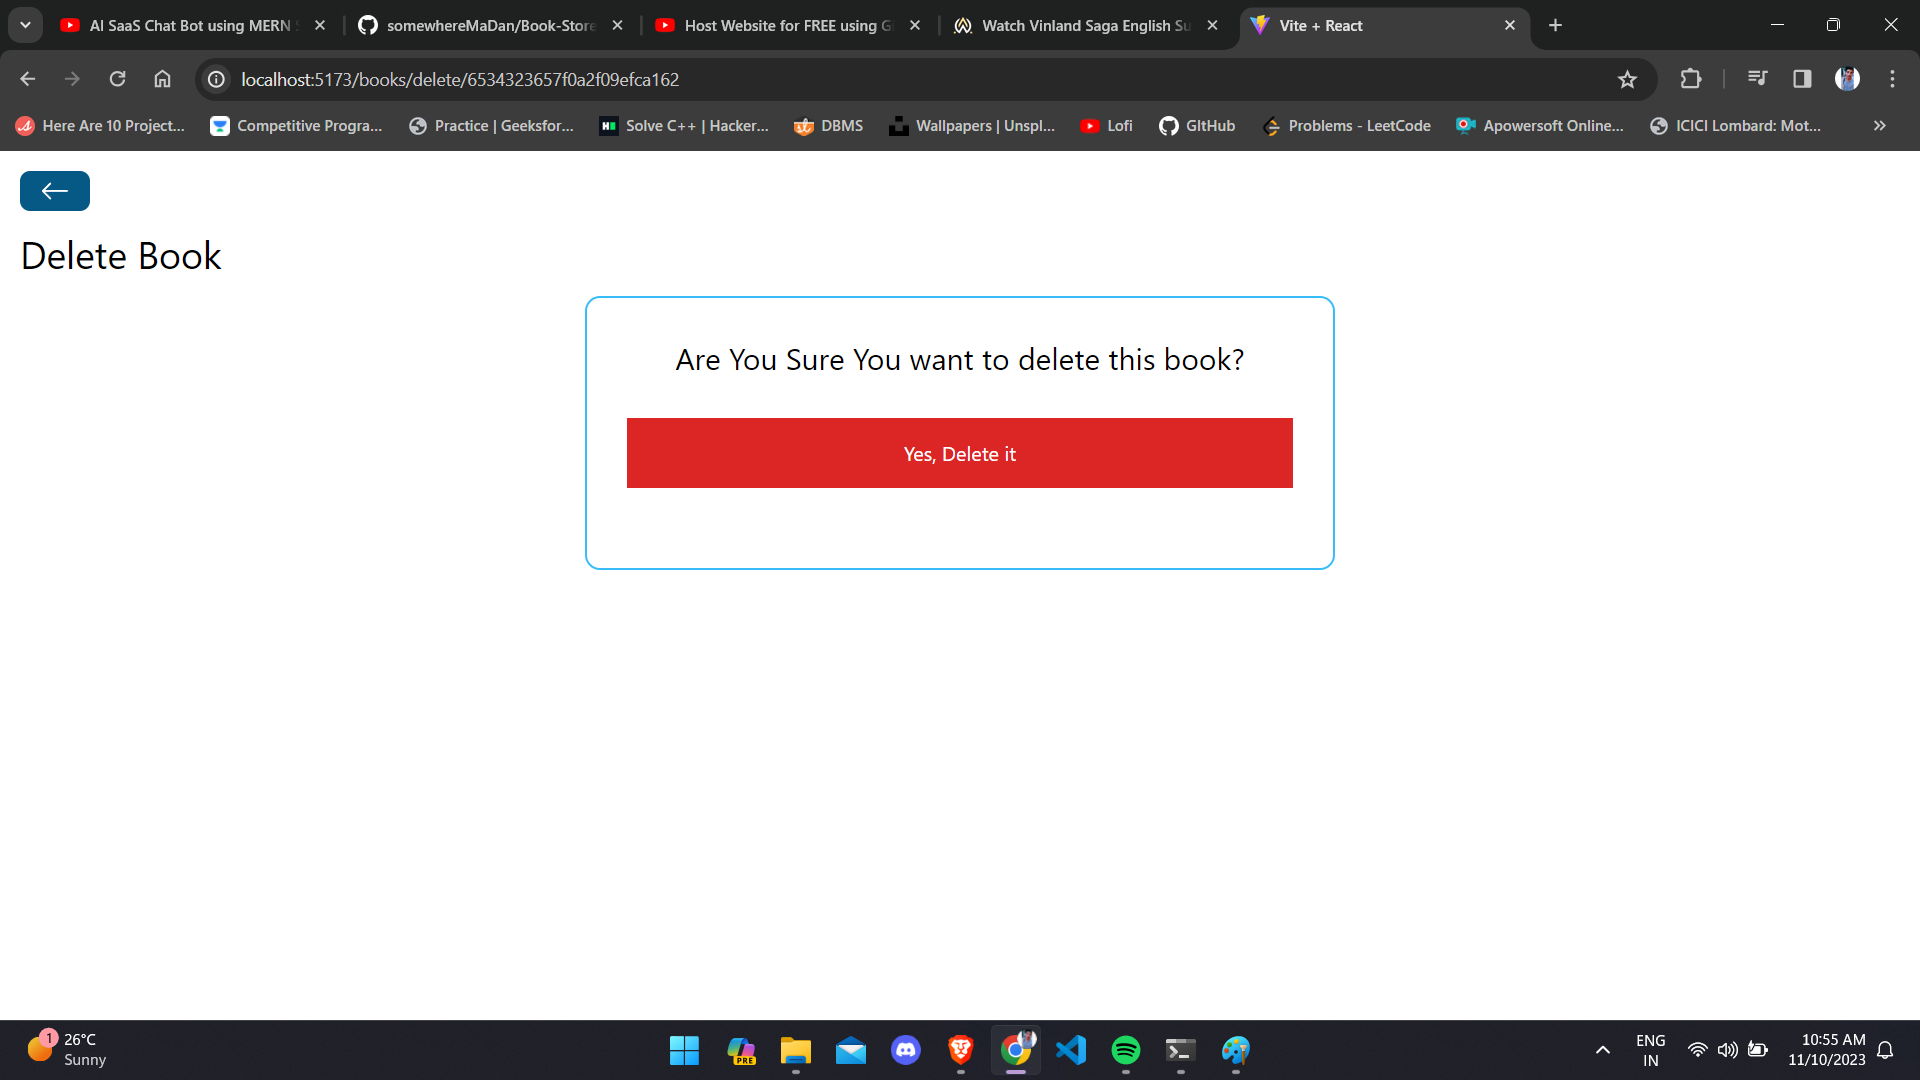 AI SaaS Chat Bot using MERN
somewhereMaDan/Book-Store
Host Website for FREE using G
Watch Vinland Saga English Su
Vite + React
localhost:5173/books/delete/6534323657f0a2f09efca162
Here Are 10 Project...
Competitive Progra...
Practice | Geeksfor...
Solve C++ | Hacker...
DBMS
Wallpapers | Unspl...
Lofi
GItHub
Problems - LeetCode
Apowersoft Online...
ICICI Lombard: Mot...
Delete Book
Are You Sure You want to delete this book?
Yes, Delete it
1
26°C
Sunny
PRE
ENG
IN
10:55 AM
11/10/2023